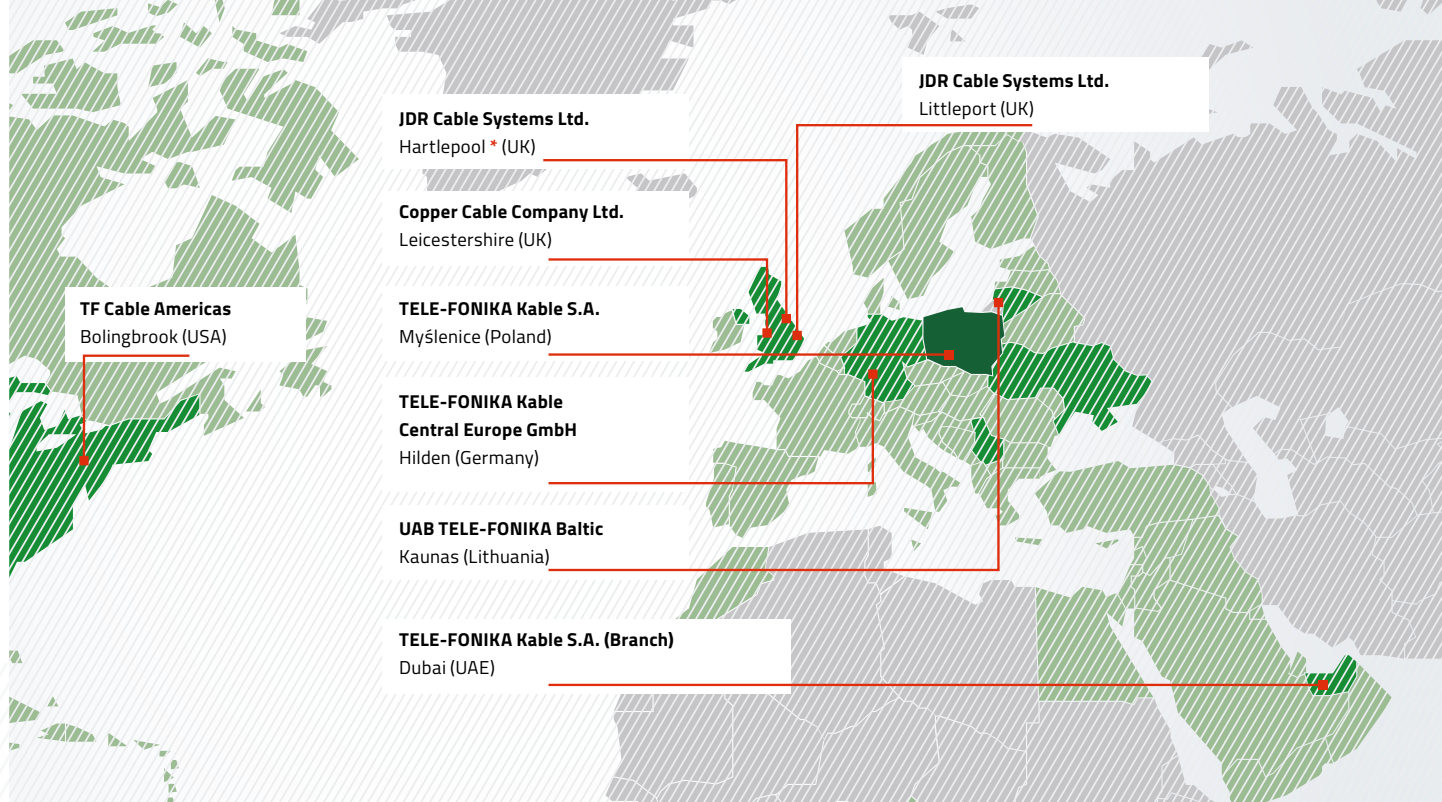 JDR Cable Systems Ltd.
Littleport (UK)
JDR Cable Systems Ltd.
Hartlepool * (UK)
Copper Cable Company Ltd.
Leicestershire (UK)
TF Cable Americas
Bolingbrook (USA)
TELE-FONIKA Kable S.A.
Myślenice (Poland)
TELE-FONIKA Kable
Central Europe GmbH
Hilden (Germany)
UAB TELE-FONIKA Baltic
Kaunas (Lithuania)
TELE-FONIKA Kable S.A. (Branch)
Dubai (UAE)